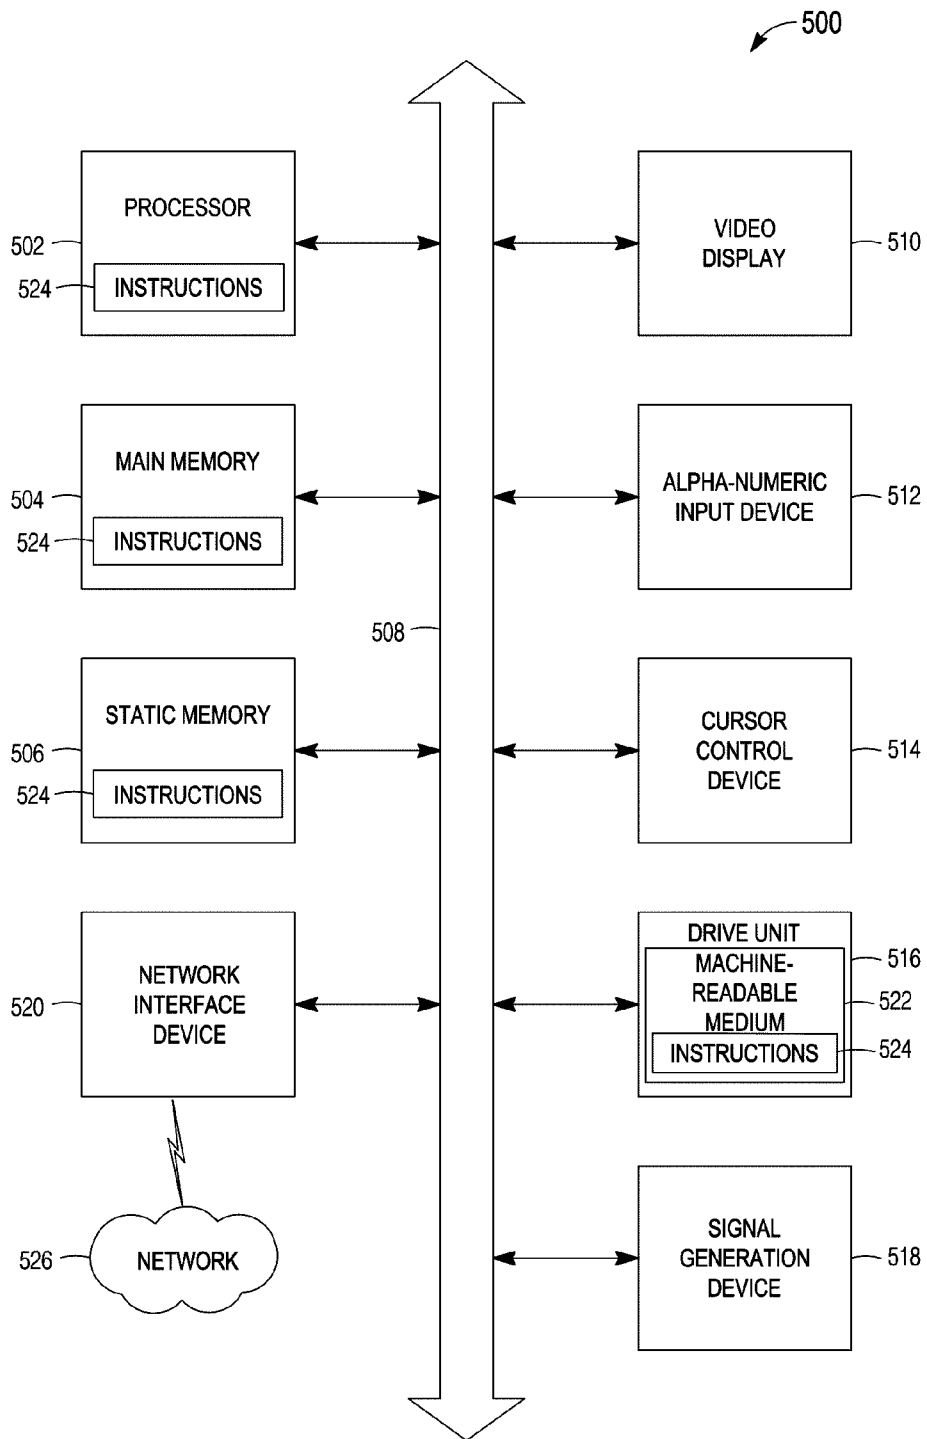 500
PROCESSOR
502
524
INSTRUCTIONS
VIDEO
DISPLAY
510
MAIN MEMORY
504
524
INSTRUCTIONS
ALPHA-NUMERIC
INPUT DEVICE
512
508
STATIC MEMORY
506
524
INSTRUCTIONS
CURSOR
CONTROL
DEVICE
514
NETWORK
INTERFACE
DEVICE
520
DRIVE UNIT
516
MACHINE-
READABLE
MEDIUM
522
INSTRUCTIONS
524
526
NETWORK
SIGNAL
GENERATION
DEVICE
518